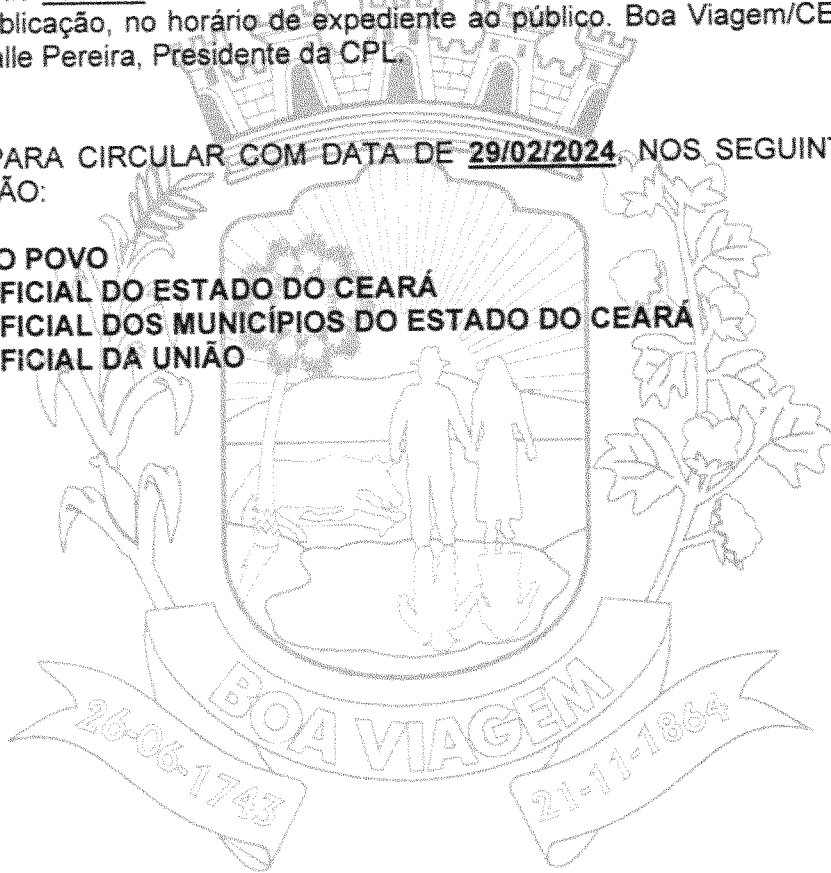 blicação, no horário de expediente ao público. Boa Viagem/CE
alle Pereira, Presidente da CPL.
PARA CIRCULAR COM DATA DE 29/02/2024, NOS SEGUINT
ÃO:
O POVO
FICIAL DO ESTADO DO CEARÁ
FICIAL DOS MUNICÍPIOS DO ESTADO DO CEARÁ
FICIAL DA UNIÃO
BOA VIAGEM
26-06-1743
21-11-1864